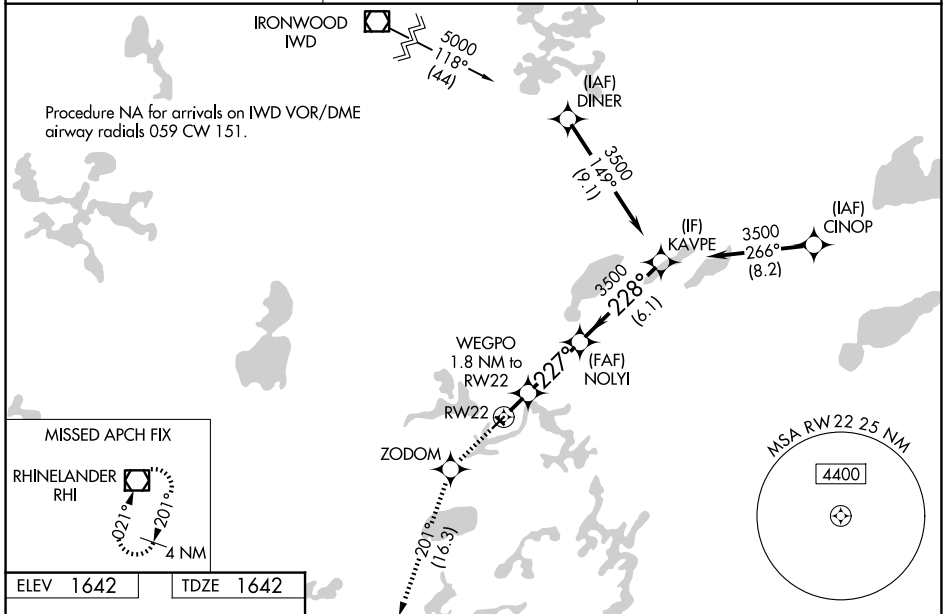 IRONWOOD
IWD
5000
118°
(44)
Procedure NA for arrivals on IWD VOR/DME
airway radials 059 CW 151.
(IAF)
DINER
3500
149°
(9.1)
(IF)
KAVPE
3500
266°
(8.2)
(IAF)
CINOP
3500
228°
(6.1)
WEGPO
1.8 NM to
RW22
227°
(FAF)
NOLYI
RW22
ZODOM
201°
(16.3)
MISSED APCH FIX
RHINELANDER
RHI
021°
201°
4 NM
MSA RW 22 25 NM
4400
ELEV 1642
TDZE 1642